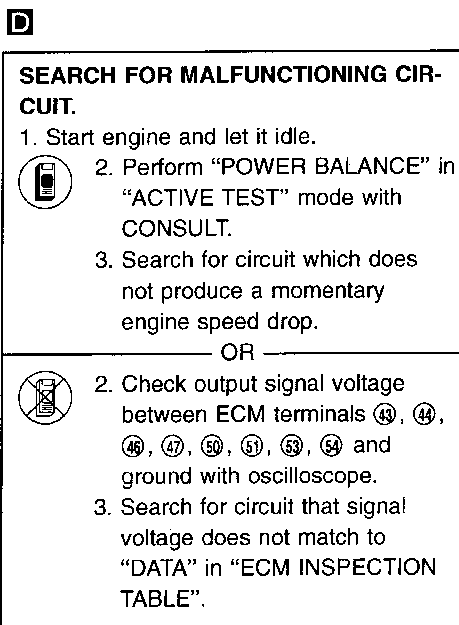 D
SEARCH FOR MALFUNCTIONING CIR-
CUIT.
1. Start engine and let it idle.
2. Perform “POWER BALANCE” in
“ACTIVE TEST” mode with
CONSULT.
3. Search for circuit which does
not produce a momentary
engine speed drop.
OR
2. Check output signal voltage
between ECM terminals ㊸, ㊹,
㊻, ㊼, ㊿, 51, 53, 54 and
ground with oscilloscope.
3. Search for circuit that signal
voltage does not match to
“DATA” in “ECM INSPECTION
TABLE”.